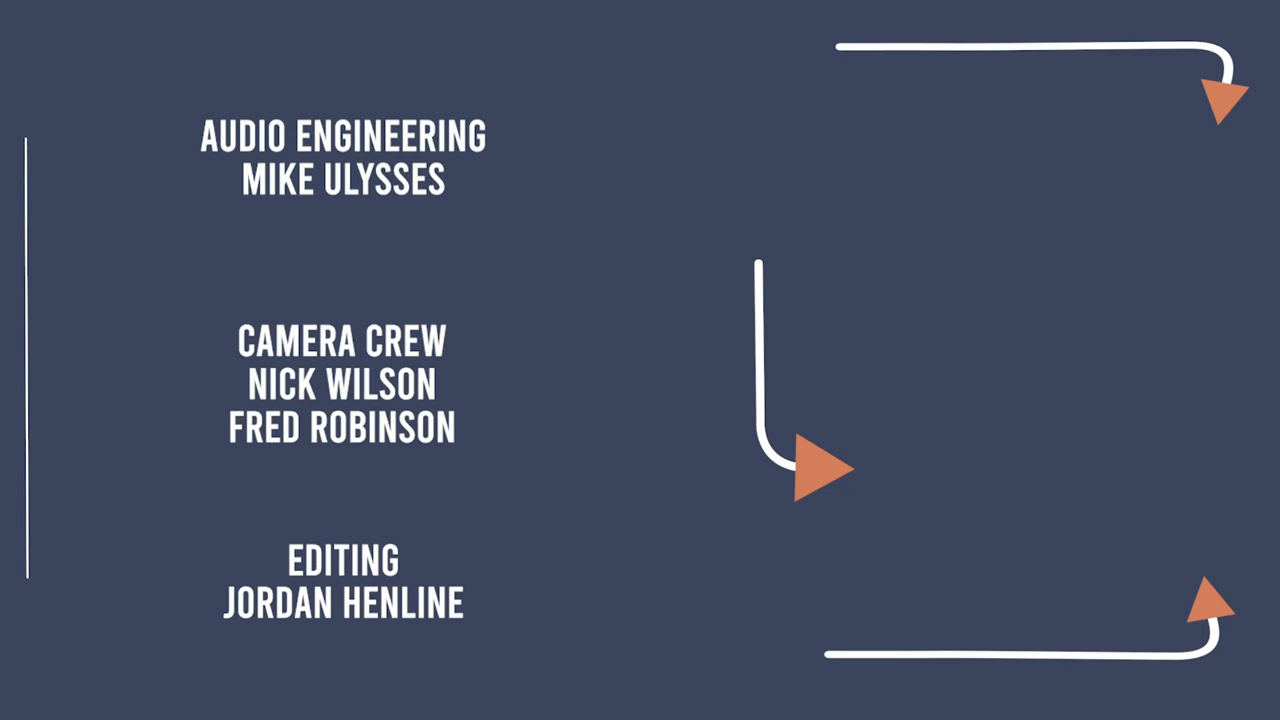 AUDIO ENGINEERING
MIKE ULYSSES
CAMERA CREW
NICK WILSON
FRED ROBINSON
EDITING
JORDAN HENLINE